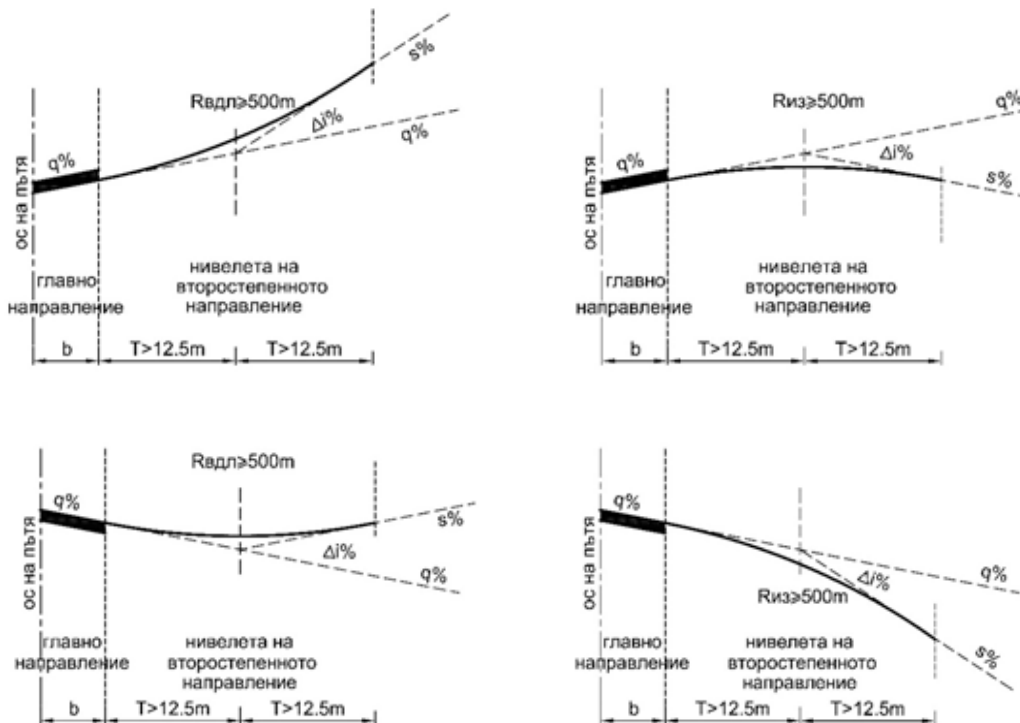 s%
Rвдл⩾500m
Δi%
q%
q%
ос на пътя
главно
направление
нивелета на
второстепенното
направление
b
T>12.5m
T>12.5m
q%
Rиз⩾500m
q%
Δi%
s%
ос на пътя
главно
направление
нивелета на
второстепенното
направление
b
T>12.5m
T>12.5m
Rвдл⩾500m
q%
s%
Δi%
q%
ос на пътя
главно
направление
нивелета на
второстепенното
направление
b
T>12.5m
T>12.5m
q%
Δi%
q%
Rиз⩾500m
s%
ос на пътя
главно
направление
нивелета на
второстепенното
направление
b
T>12.5m
T>12.5m